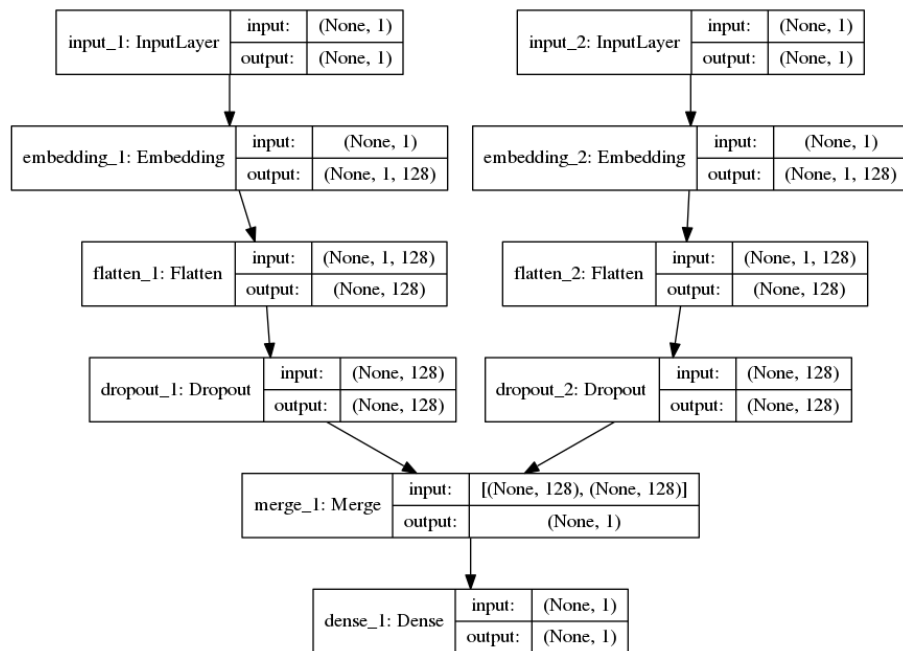 input_1: InputLayer input: (None, 1) output: (None, 1)
input_2: InputLayer input: (None, 1) output: (None, 1)
embedding_1: Embedding input: (None, 1) output: (None, 1, 128)
embedding_2: Embedding input: (None, 1) output: (None, 1, 128)
flatten_1: Flatten input: (None, 1, 128) output: (None, 128)
flatten_2: Flatten input: (None, 1, 128) output: (None, 128)
dropout_1: Dropout input: (None, 128) output: (None, 128)
dropout_2: Dropout input: (None, 128) output: (None, 128)
merge_1: Merge input: [(None, 128), (None, 128)] output: (None, 1)
dense_1: Dense input: (None, 1) output: (None, 1)